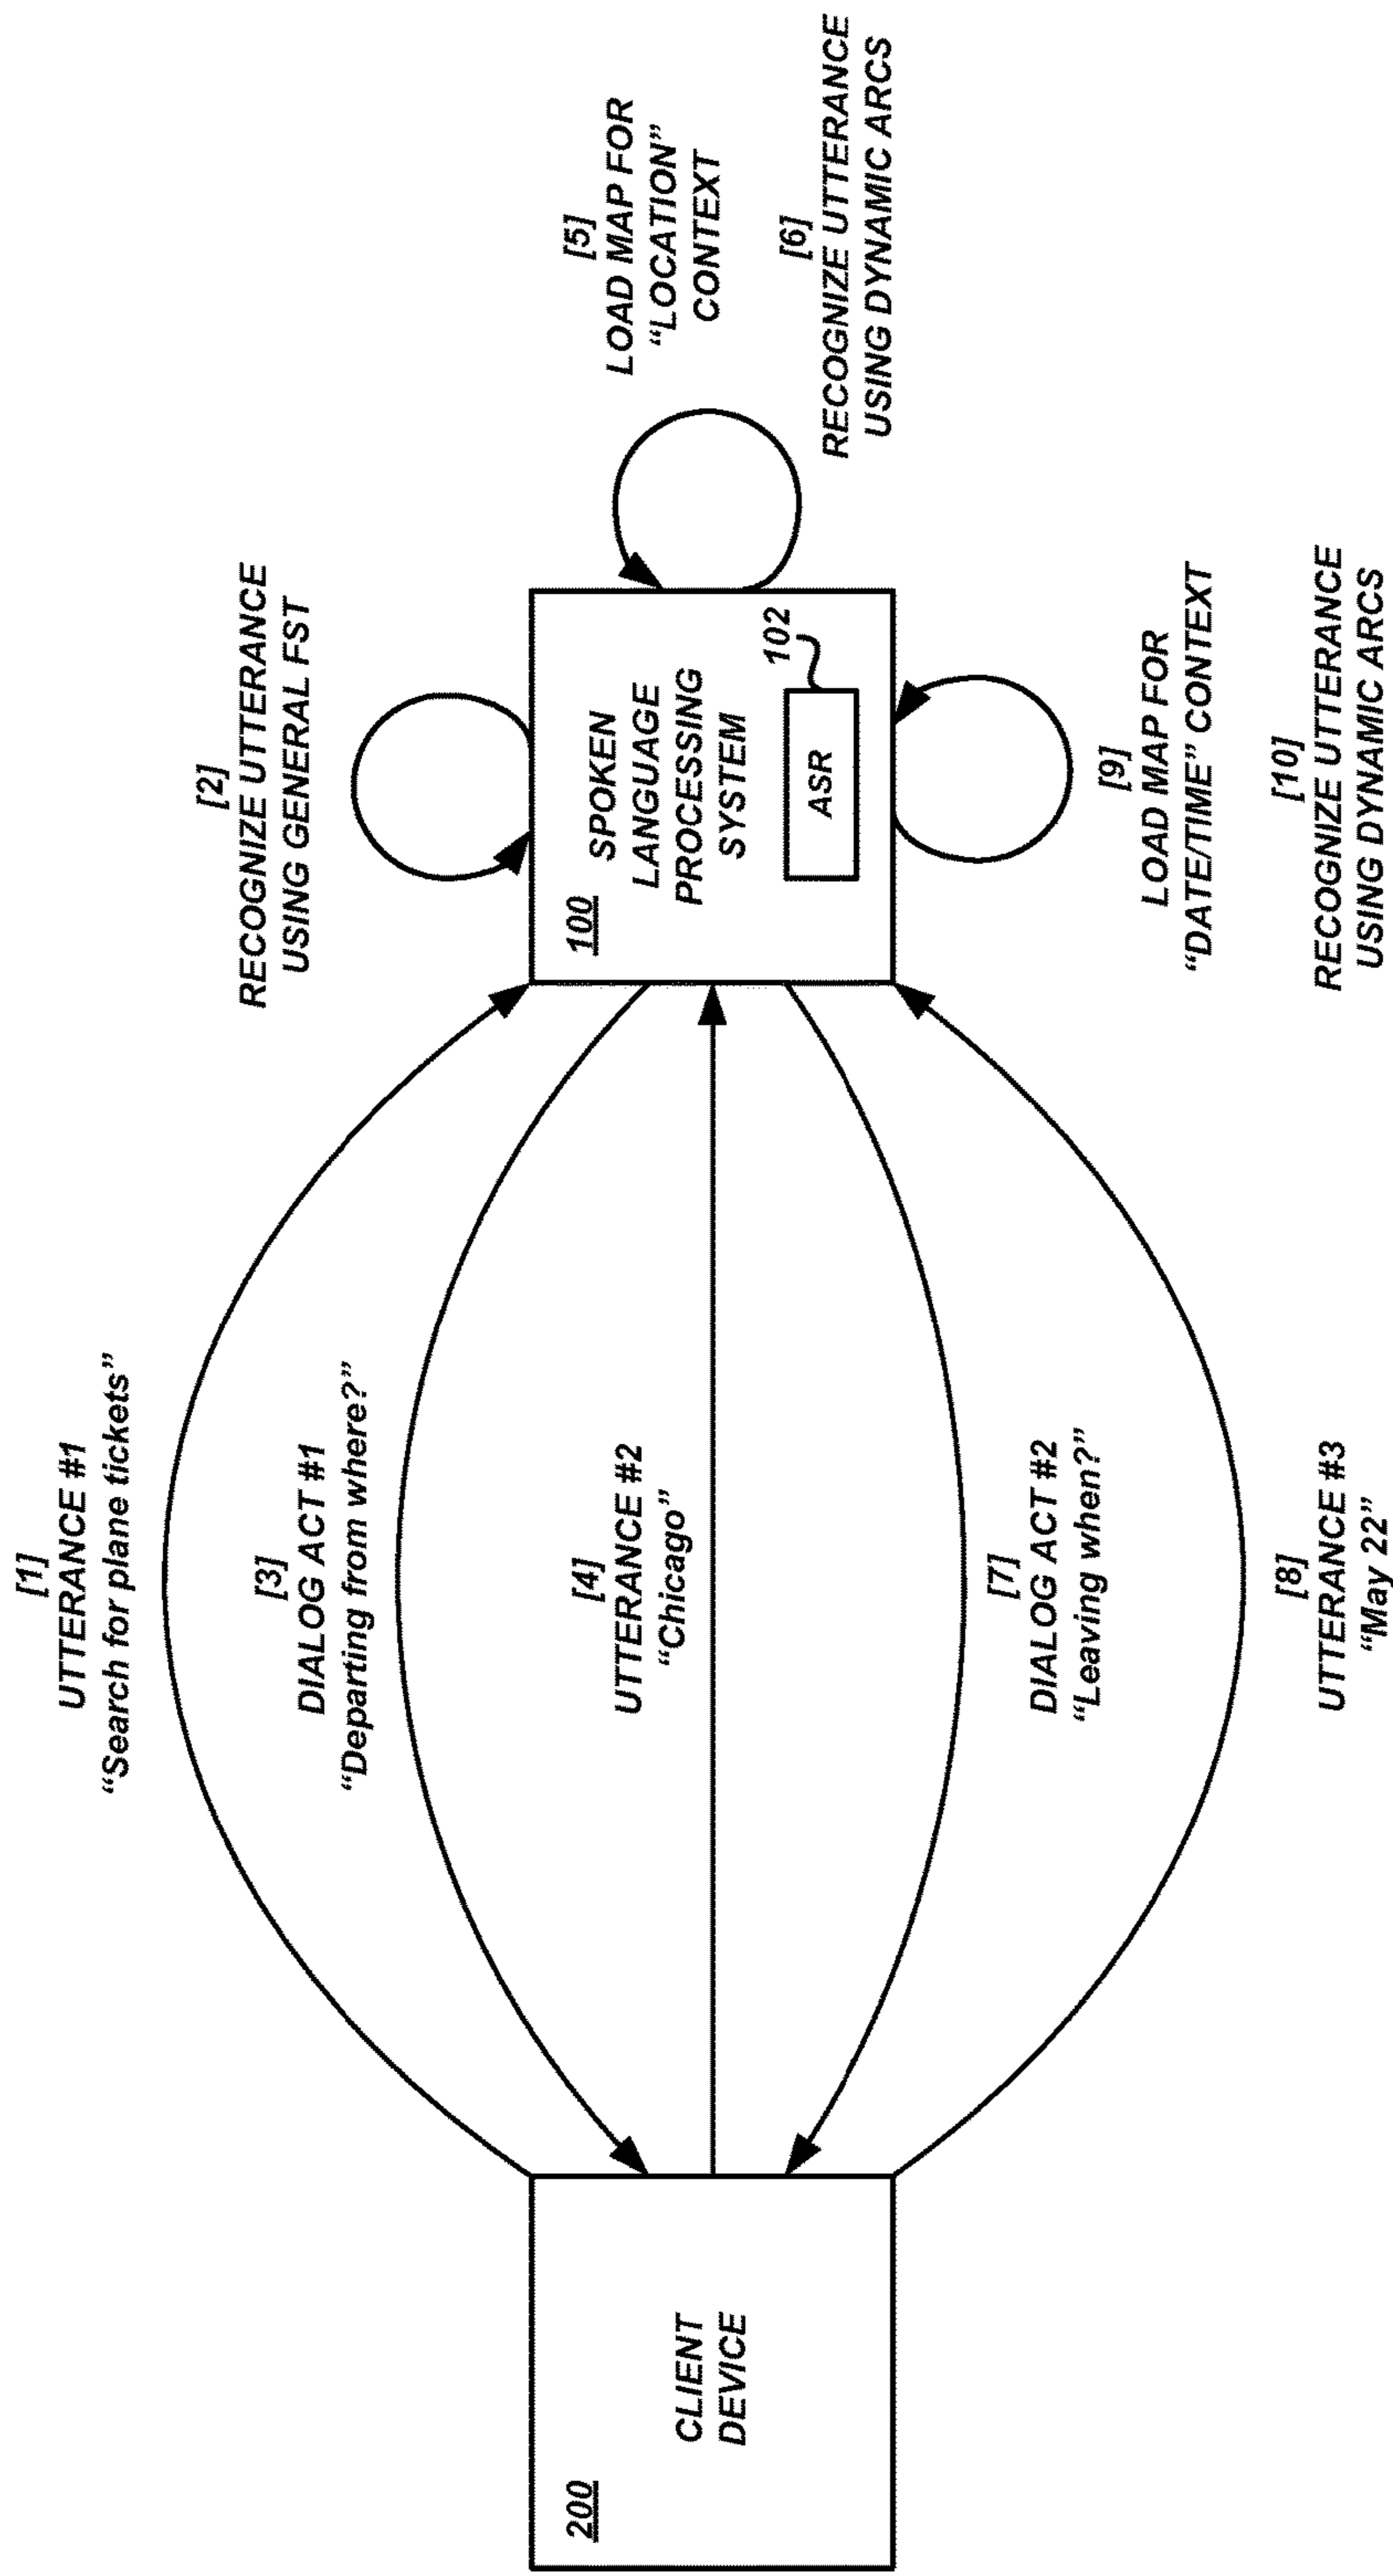 [1]
UTTERANCE #1
“Search for plane tickets”
[2]
RECOGNIZE UTTERANCE
USING GENERAL FST
[3]
DIALOG ACT #1
“Departing from where?”
[4]
UTTERANCE #2
“Chicago”
[5]
LOAD MAP FOR
“LOCATION”
CONTEXT
[6]
RECOGNIZE UTTERANCE
USING DYNAMIC ARCS
200
CLIENT
DEVICE
100
SPOKEN
LANGUAGE
PROCESSING
SYSTEM
102
ASR
[7]
DIALOG ACT #2
“Leaving when?”
[8]
UTTERANCE #3
“May 22”
[9]
LOAD MAP FOR
“DATE/TIME” CONTEXT
[10]
RECOGNIZE UTTERANCE
USING DYNAMIC ARCS